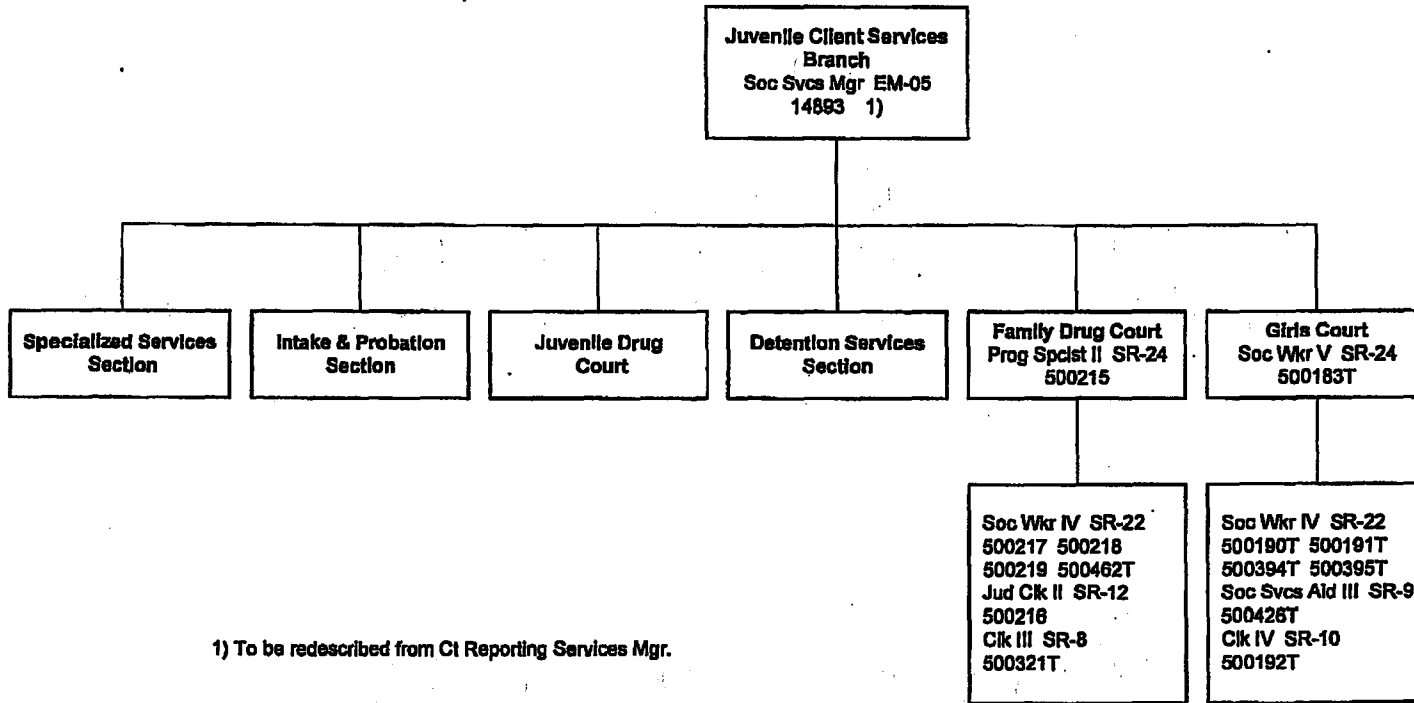 Juvenile Client Services
Branch
Soc Svcs Mgr EM-05
14893 1)
Specialized Services
Section
Intake & Probation
Section
Juvenile Drug
Court
Detention Services
Section
Family Drug Court
Prog Spclst II SR-24
500215
Girls Court
Soc Wkr V SR-24
500183T
Soc Wkr IV SR-22
500217 500218
500219 500462T
Jud Clk II SR-12
500216
Clk III SR-8
500321T
Soc Wkr IV SR-22
500190T 500191T
500394T 500395T
Soc Svcs Aid III SR-9
500426T
Clk IV SR-10
500192T
1) To be redescribed from Ct Reporting Services Mgr.